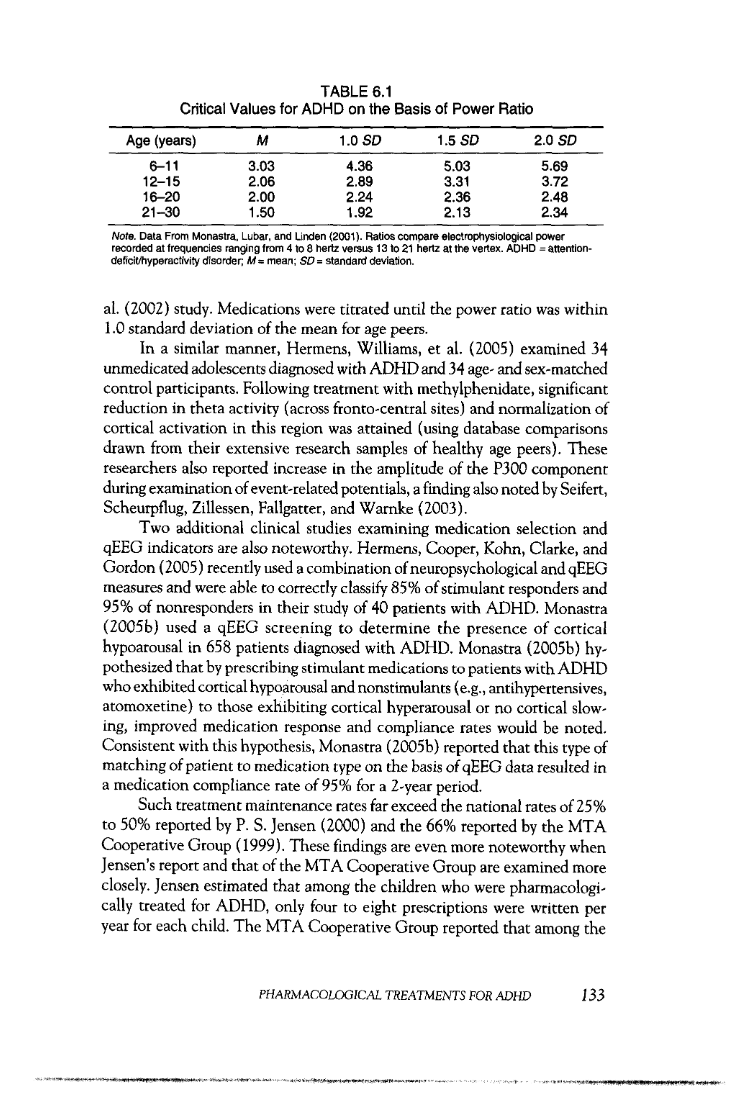 TABLE 6.1
Critical Values for ADHD on the Basis of Power Ratio
Age (years) M 1.0 SD 1.5 SD 2.0 SD
6–11 3.03 4.36 5.03 5.69
12–15 2.06 2.89 3.31 3.72
16–20 2.00 2.24 2.36 2.48
21–30 1.50 1.92 2.13 2.34
Note. Data From Monastra, Lubar, and Linden (2001). Ratios compare electrophysiological power
recorded at frequencies ranging from 4 to 8 hertz versus 13 to 21 hertz at the vertex. ADHD = attention-
deficit/hyperactivity disorder; M = mean; SD = standard deviation.
al. (2002) study. Medications were titrated until the power ratio was within
1.0 standard deviation of the mean for age peers.
In a similar manner, Hermens, Williams, et al. (2005) examined 34
unmedicated adolescents diagnosed with ADHD and 34 age- and sex-matched
control participants. Following treatment with methylphenidate, significant
reduction in theta activity (across fronto-central sites) and normalization of
cortical activation in this region was attained (using database comparisons
drawn from their extensive research samples of healthy age peers). These
researchers also reported increase in the amplitude of the P300 component
during examination of event-related potentials, a finding also noted by Seifert,
Scheurpflug, Zillessen, Fallgatter, and Warnke (2003).
Two additional clinical studies examining medication selection and
qEEG indicators are also noteworthy. Hermens, Cooper, Kohn, Clarke, and
Gordon (2005) recently used a combination of neuropsychological and qEEG
measures and were able to correctly classify 85% of stimulant responders and
95% of nonresponders in their study of 40 patients with ADHD. Monastra
(2005b) used a qEEG screening to determine the presence of cortical
hypoarousal in 658 patients diagnosed with ADHD. Monastra (2005b) hy-
pothesized that by prescribing stimulant medications to patients with ADHD
who exhibited cortical hypoarousal and nonstimulants (e.g., antihypertensives,
atomoxetine) to those exhibiting cortical hyperarousal or no cortical slow-
ing, improved medication response and compliance rates would be noted.
Consistent with this hypothesis, Monastra (2005b) reported that this type of
matching of patient to medication type on the basis of qEEG data resulted in
a medication compliance rate of 95% for a 2-year period.
Such treatment maintenance rates far exceed the national rates of 25%
to 50% reported by P. S. Jensen (2000) and the 66% reported by the MTA
Cooperative Group (1999). These findings are even more noteworthy when
Jensen's report and that of the MTA Cooperative Group are examined more
closely. Jensen estimated that among the children who were pharmacologi-
cally treated for ADHD, only four to eight prescriptions were written per
year for each child. The MTA Cooperative Group reported that among the
PHARMACOLOGICAL TREATMENTS FOR ADHD 133